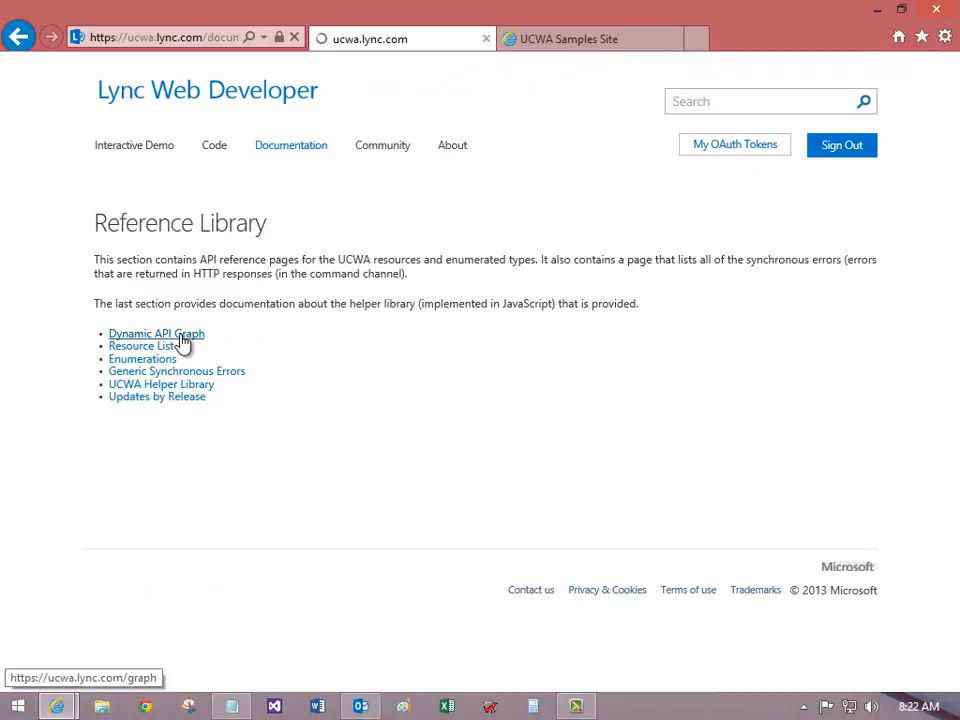 https://ucwa.lync.com/docun
ucwa.lync.com
UCWA Samples Site
Lync Web Developer
Search
Interactive Demo
Code
Documentation
Community
About
My OAuth Tokens
Sign Out
Reference Library
This section contains API reference pages for the UCWA resources and enumerated types. It also contains a page that lists all of the synchronous errors (errors
that are returned in HTTP responses (in the command channel).
The last section provides documentation about the helper library (implemented in JavaScript) that is provided.
• Dynamic API Graph
• Resource List
• Enumerations
• Generic Synchronous Errors
• UCWA Helper Library
• Updates by Release
Microsoft
Contact us
Privacy & Cookies
Terms of use
Trademarks
© 2013 Microsoft
https://ucwa.lync.com/graph
8:22 AM